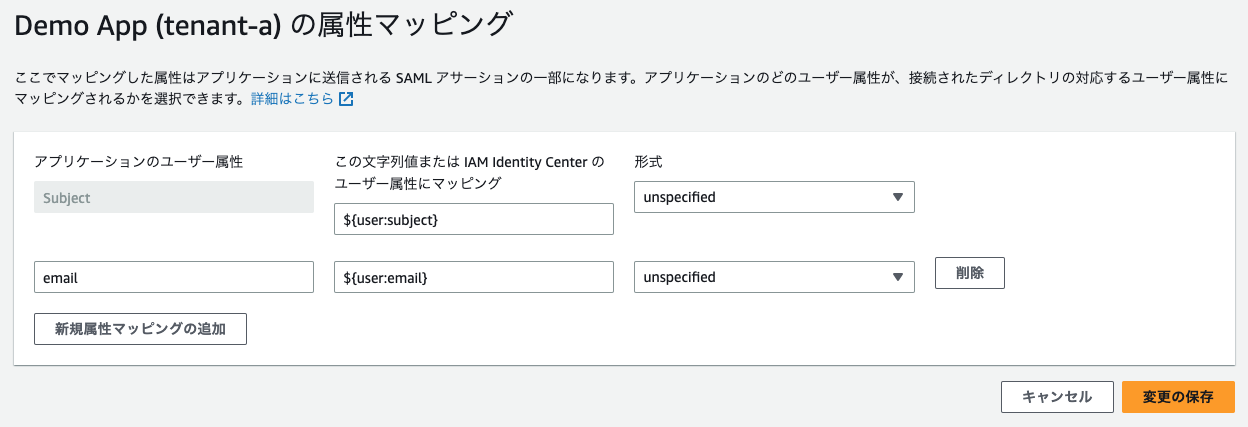 Demo App (tenant-a) の属性マッピング
ここでマッピングした属性はアプリケーションに送信される SAML アサーションの一部になります。アプリケーションのどのユーザー属性が、接続されたディレクトリの対応するユーザー属性に
マッピングされるかを選択できます。詳細はこちら
アプリケーションのユーザー属性
この文字列値または IAM Identity Center の
ユーザー属性にマッピング
形式
Subject
${user:subject}
unspecified
email
${user:email}
unspecified
削除
新規属性マッピングの追加
キャンセル
変更の保存